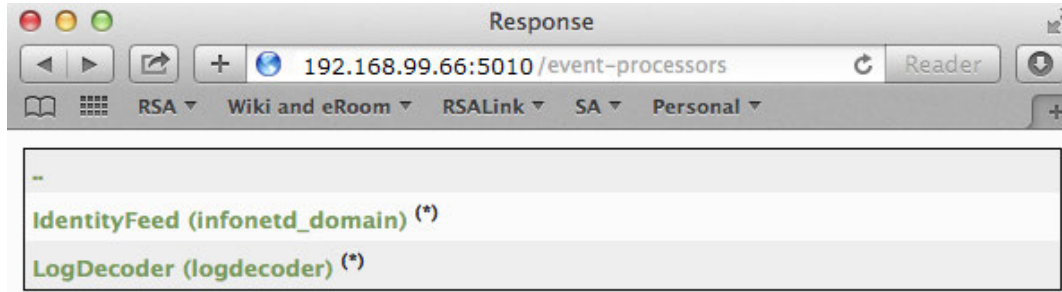 Response
192.168.99.66:5010/event-processors Reader
RSA Wiki and eRoom RSALink SA Personal
..
IdentityFeed (infonetd_domain) (*)
LogDecoder (logdecoder) (*)